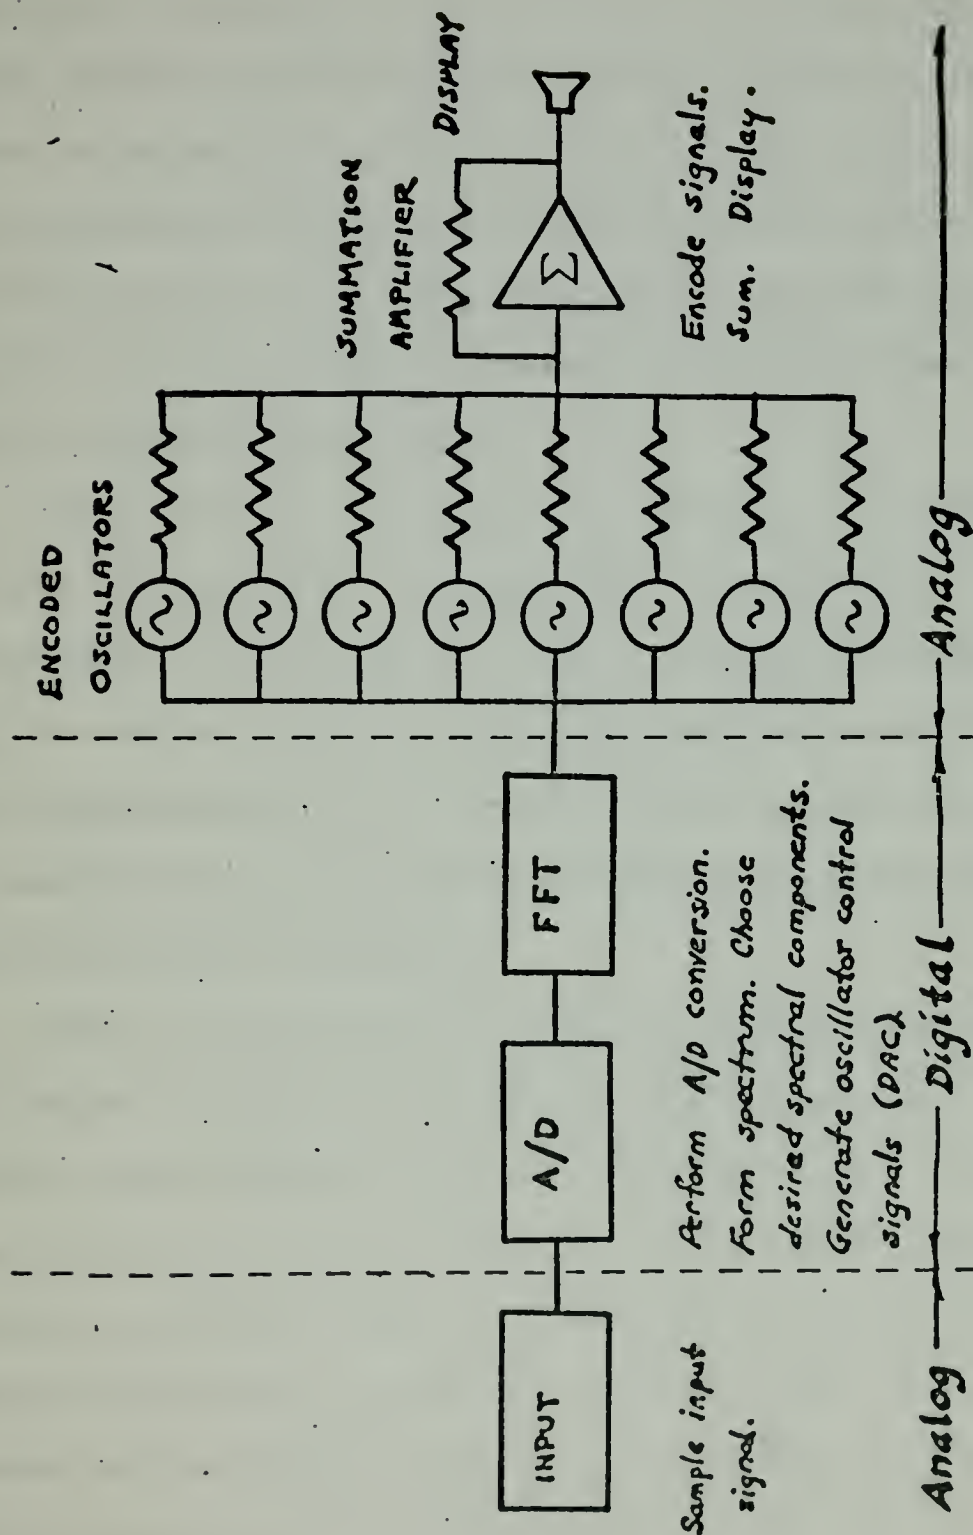 ENCODED
OSCILLATORS
SUMMATION
AMPLIFIER
DISPLAY
INPUT
A/D
FFT
Σ
Sample input
signal.
Perform A/D conversion.
Form spectrum. Choose
desired spectral components.
Generate oscillator control
signals (DAC)
Encode signals.
Sum. Display.
Analog
Digital
Analog